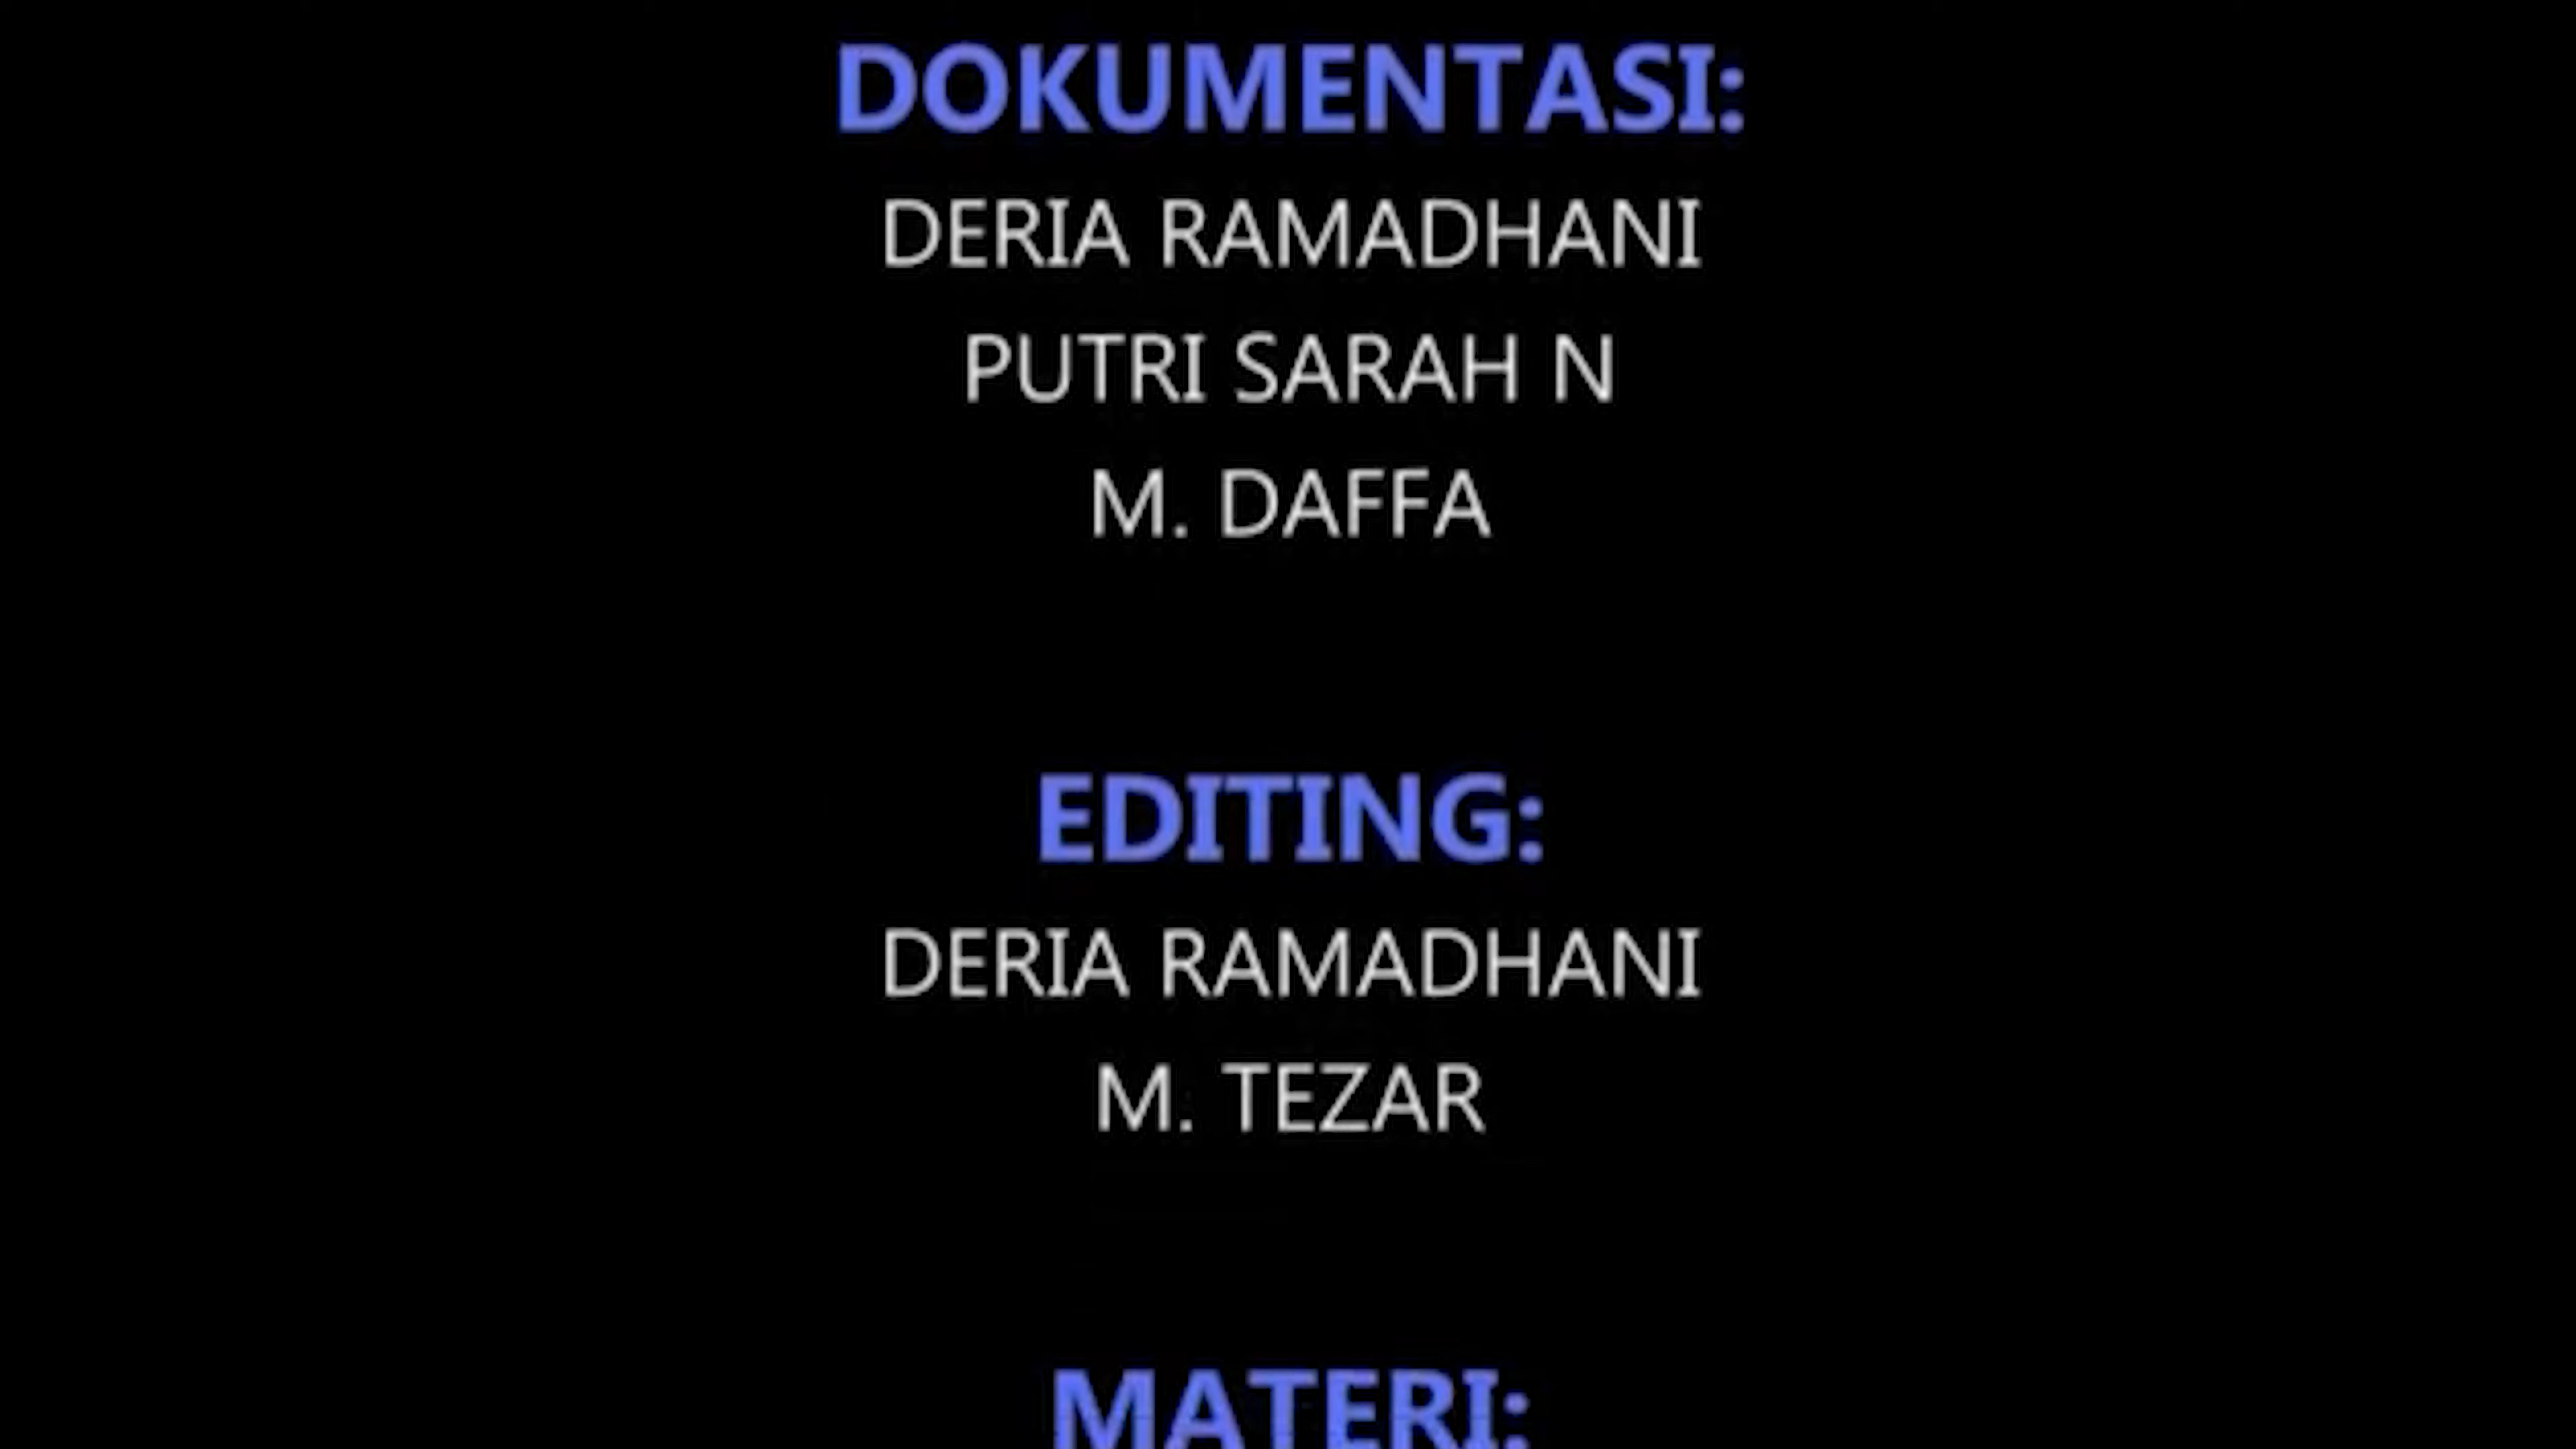 DOKUMENTASI:
DERIA RAMADHANI
PUTRI SARAH N
M. DAFFA
EDITING:
DERIA RAMADHANI
M. TEZAR
MATERI: